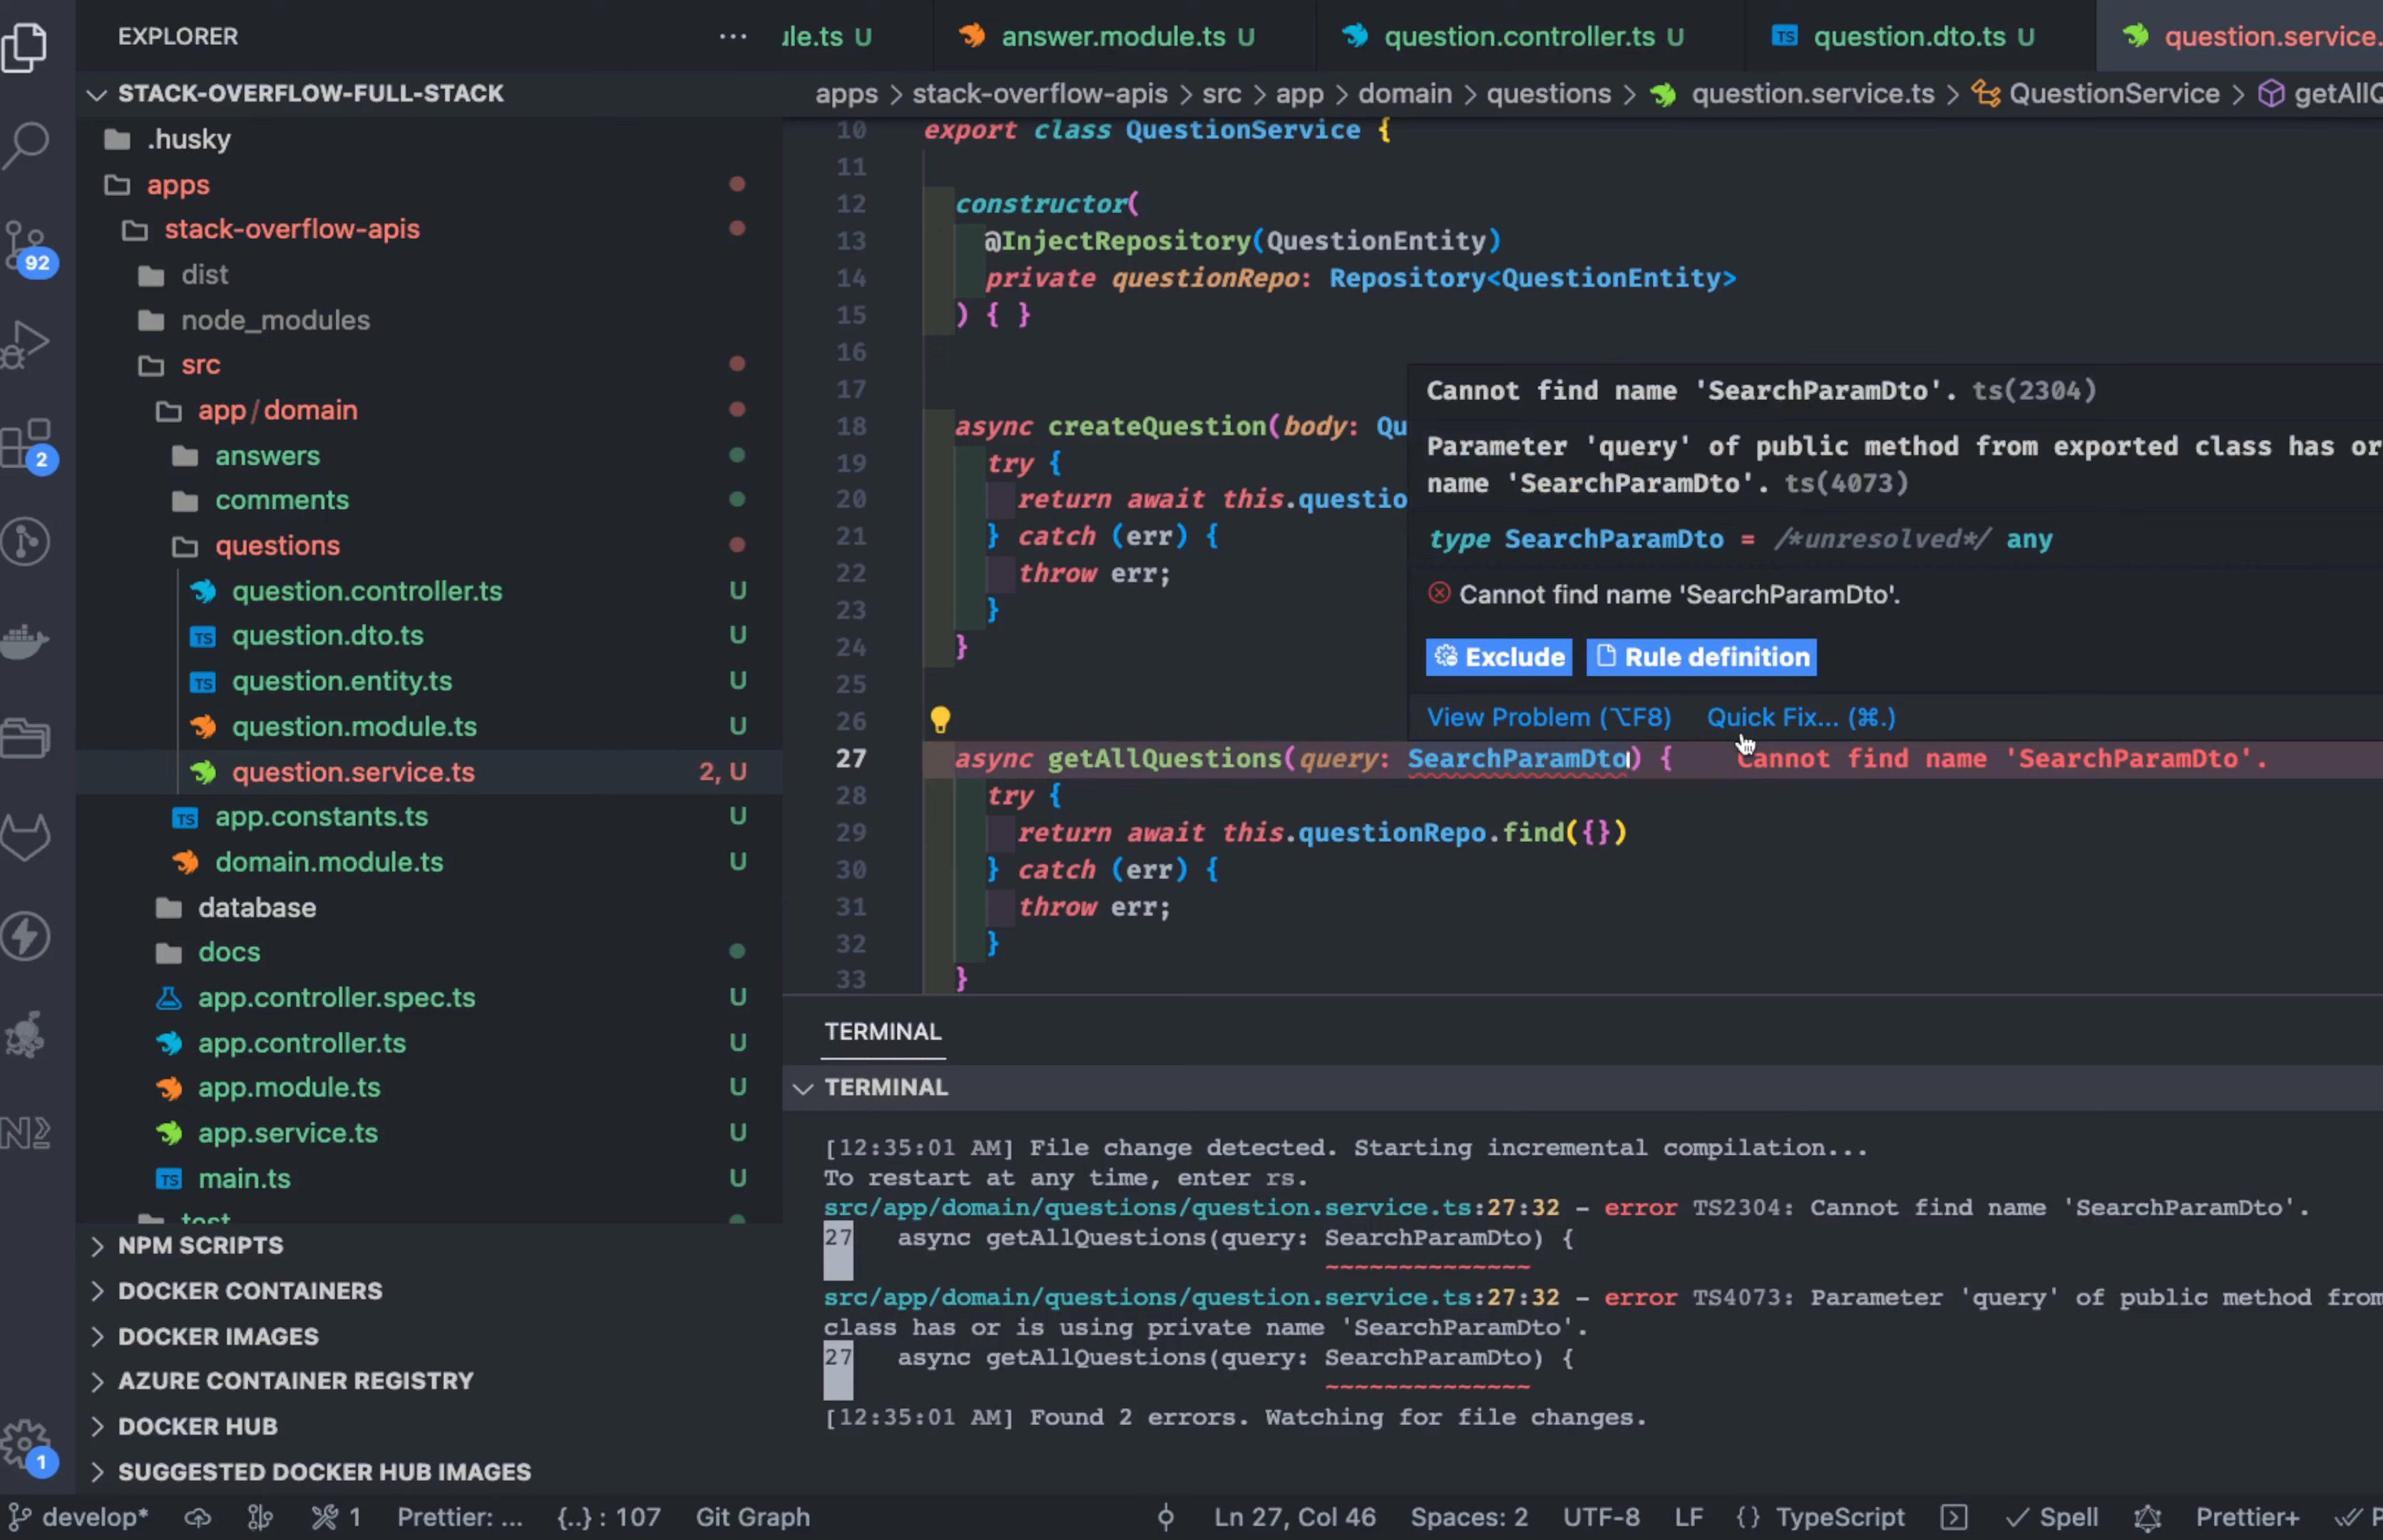 EXPLORER
STACK-OVERFLOW-FULL-STACK
.husky
apps
stack-overflow-apis
dist
node_modules
src
app/domain
answers
comments
questions
question.controller.ts U
question.dto.ts U
question.entity.ts U
question.module.ts U
question.service.ts 2, U
app.constants.ts U
domain.module.ts U
database
docs
app.controller.spec.ts U
app.controller.ts U
app.module.ts U
app.service.ts U
main.ts U
test
NPM SCRIPTS
DOCKER CONTAINERS
DOCKER IMAGES
AZURE CONTAINER REGISTRY
DOCKER HUB
SUGGESTED DOCKER HUB IMAGES
92
2
1
ule.ts U answer.module.ts U question.controller.ts U question.dto.ts U question.service.
apps > stack-overflow-apis > src > app > domain > questions > question.service.ts > QuestionService > getAllQ
10 export class QuestionService {
11
12 constructor(
13 @InjectRepository(QuestionEntity)
14 private questionRepo: Repository<QuestionEntity>
15 ) { }
16
17
18 async createQuestion(body: Qu
19 try {
20 return await this.questio
21 } catch (err) {
22 throw err;
23 }
24 }
25
26
27 async getAllQuestions(query: SearchParamDto) { Cannot find name 'SearchParamDto'.
28 try {
29 return await this.questionRepo.find({})
30 } catch (err) {
31 throw err;
32 }
33 }
Cannot find name 'SearchParamDto'. ts(2304)
Parameter 'query' of public method from exported class has or
name 'SearchParamDto'. ts(4073)
type SearchParamDto = /*unresolved*/ any
Cannot find name 'SearchParamDto'.
Exclude Rule definition
View Problem (⌥F8) Quick Fix... (⌘.)
TERMINAL
TERMINAL
[12:35:01 AM] File change detected. Starting incremental compilation...
To restart at any time, enter rs.
src/app/domain/questions/question.service.ts:27:32 - error TS2304: Cannot find name 'SearchParamDto'.
27 async getAllQuestions(query: SearchParamDto) {
~~~~~~~~~~~~~~
src/app/domain/questions/question.service.ts:27:32 - error TS4073: Parameter 'query' of public method from
class has or is using private name 'SearchParamDto'.
27 async getAllQuestions(query: SearchParamDto) {
~~~~~~~~~~~~~~
[12:35:01 AM] Found 2 errors. Watching for file changes.
develop* 1 Prettier: ... {..} : 107 Git Graph Ln 27, Col 46 Spaces: 2 UTF-8 LF {} TypeScript Spell Prettier+